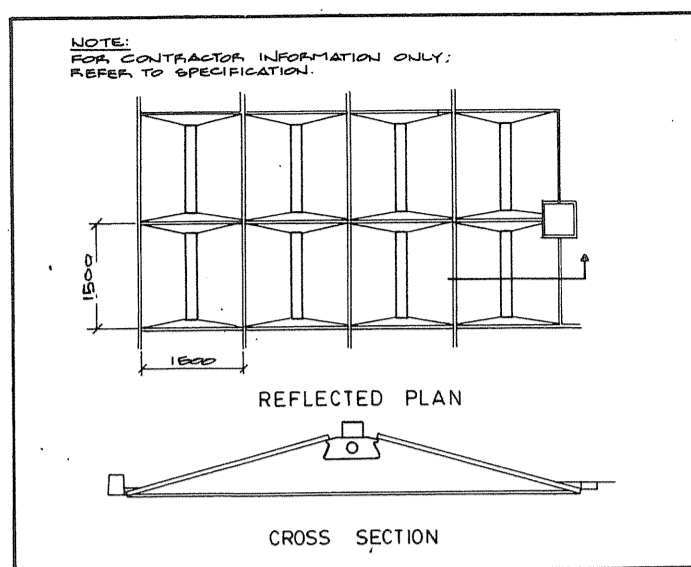 NOTE:
FOR CONTRACTOR INFORMATION ONLY;
REFER TO SPECIFICATION.
1500
1500
REFLECTED PLAN
CROSS SECTION